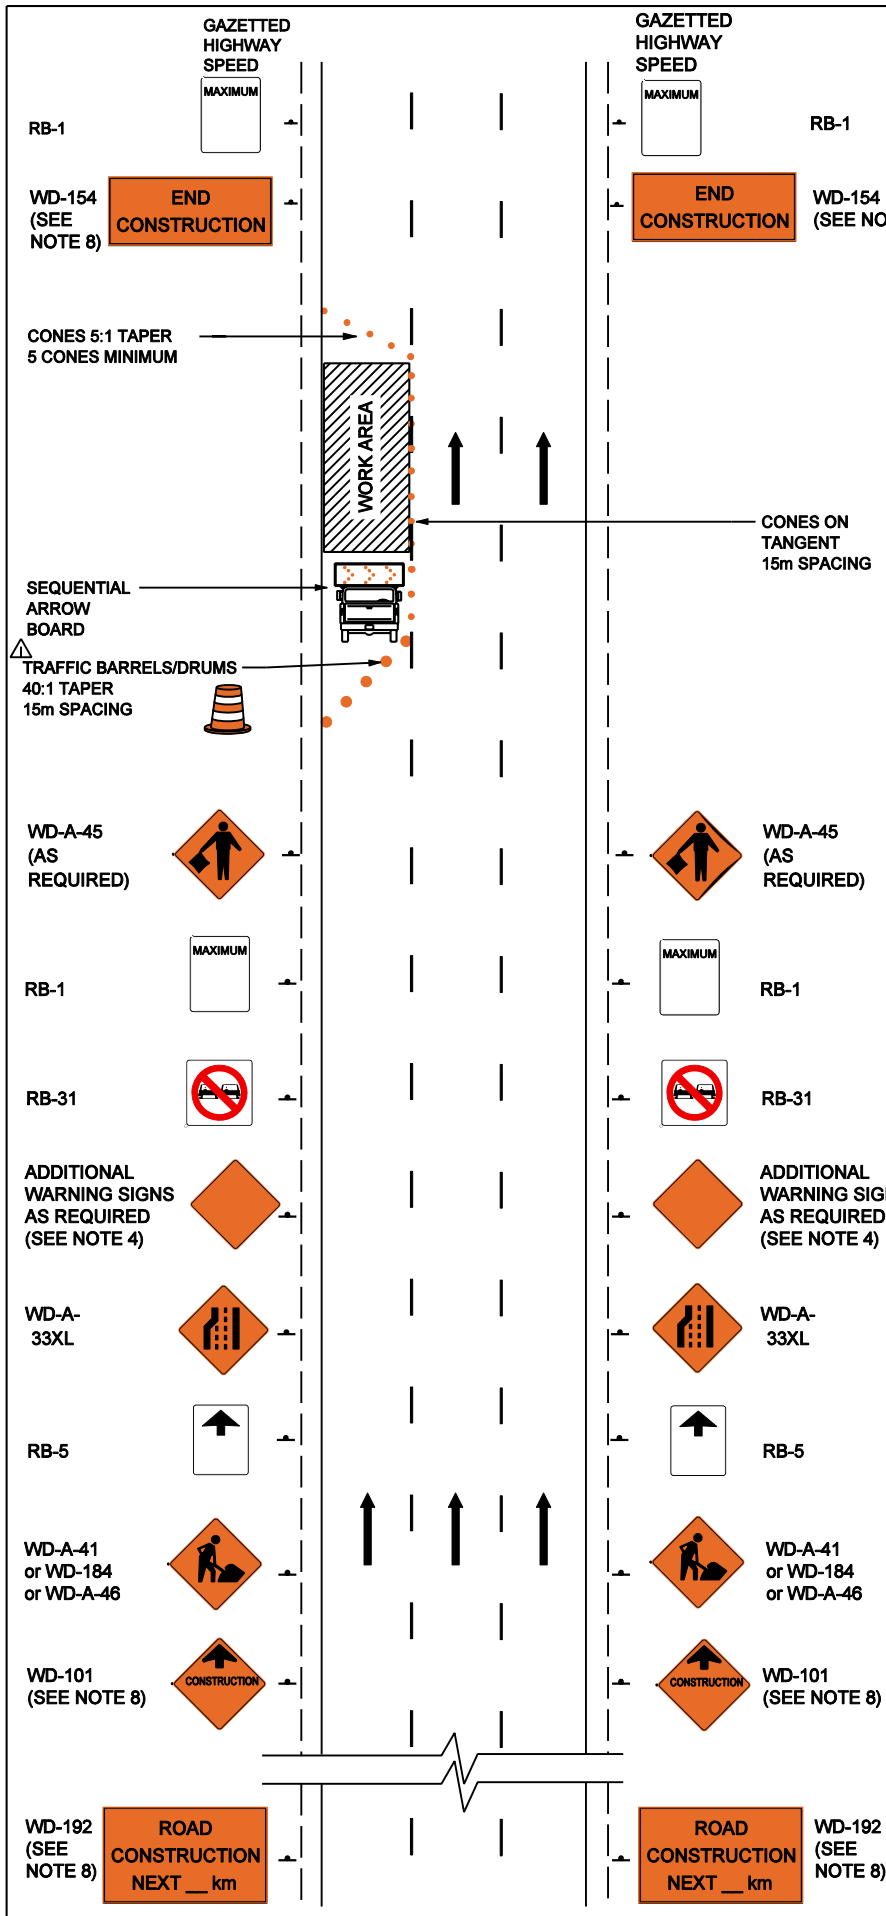 GAZETTED
HIGHWAY
SPEED
GAZETTED
HIGHWAY
SPEED
MAXIMUM
MAXIMUM
RB-1
RB-1
WD-154
(SEE
NOTE 8)
END
CONSTRUCTION
END
CONSTRUCTION
WD-154
(SEE NO
CONES 5:1 TAPER
5 CONES MINIMUM
WORK AREA
CONES ON
TANGENT
15m SPACING
SEQUENTIAL
ARROW
BOARD
1
TRAFFIC BARRELS/DRUMS
40:1 TAPER
15m SPACING
WD-A-45
(AS
REQUIRED)
WD-A-45
(AS
REQUIRED)
MAXIMUM
MAXIMUM
RB-1
RB-1
RB-31
RB-31
ADDITIONAL
WARNING SIGNS
AS REQUIRED
(SEE NOTE 4)
ADDITIONAL
WARNING SIG
AS REQUIRED
(SEE NOTE 4)
WD-A-
33XL
WD-A-
33XL
RB-5
RB-5
WD-A-41
or WD-184
or WD-A-46
WD-A-41
or WD-184
or WD-A-46
WD-101
(SEE NOTE 8)
CONSTRUCTION
CONSTRUCTION
WD-101
(SEE NOTE 8)
WD-192
(SEE
NOTE 8)
ROAD
CONSTRUCTION
NEXT __ km
ROAD
CONSTRUCTION
NEXT __ km
WD-192
(SEE
NOTE 8)